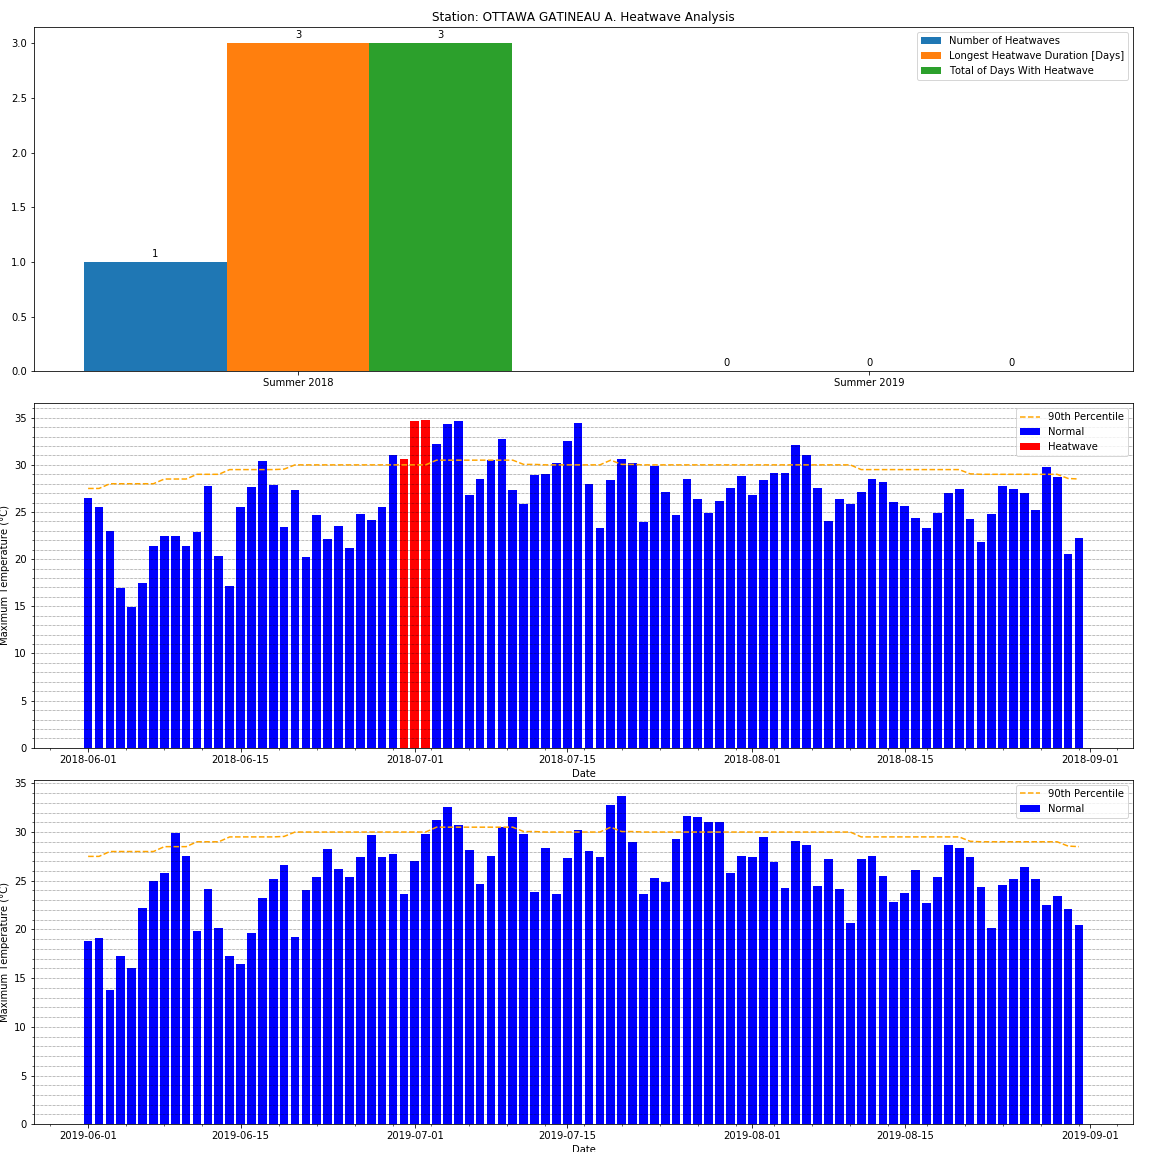 Station: OTTAWA GATINEAU A. Heatwave Analysis
3.0
2.5
2.0
1.5
1.0
0.5
0.0
1
3
3
0
0
0
Number of Heatwaves
Longest Heatwave Duration [Days]
Total of Days With Heatwave
Summer 2018
Summer 2019
Maximum Temperature (°C)
35
30
25
20
15
10
5
0
90th Percentile
Normal
Heatwave
2018-06-01
2018-06-15
2018-07-01
2018-07-15
2018-08-01
2018-08-15
2018-09-01
Date
Maximum Temperature (°C)
35
30
25
20
15
10
5
0
90th Percentile
Normal
2019-06-01
2019-06-15
2019-07-01
2019-07-15
2019-08-01
2019-08-15
2019-09-01
Date